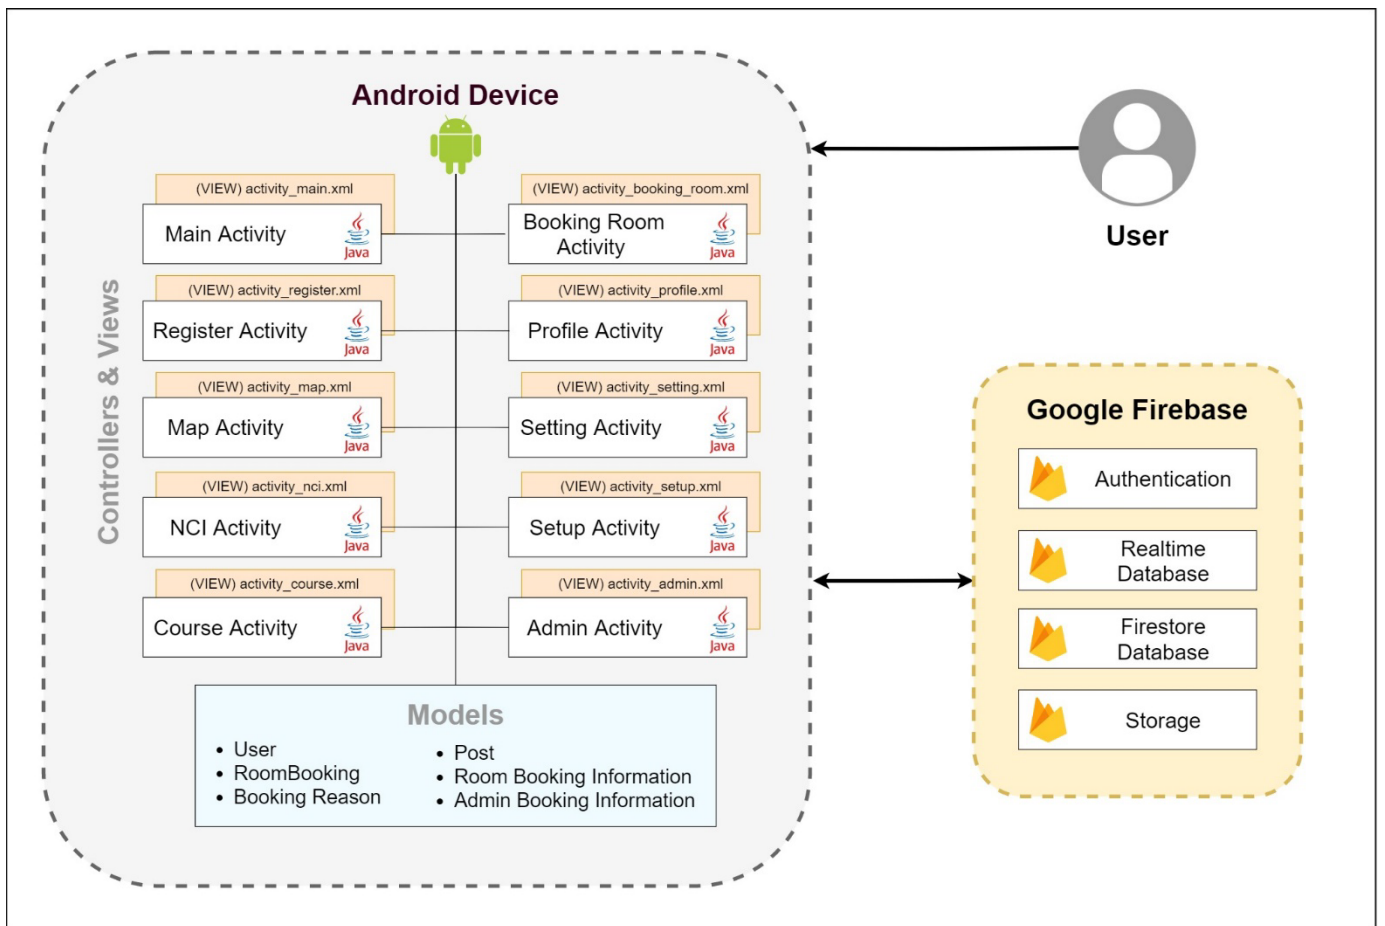 Android Device
Controllers & Views
(VIEW) activity_main.xml
Main Activity
Java
(VIEW) activity_booking_room.xml
Booking Room
Activity
Java
(VIEW) activity_register.xml
Register Activity
Java
(VIEW) activity_profile.xml
Profile Activity
Java
(VIEW) activity_map.xml
Map Activity
Java
(VIEW) activity_setting.xml
Setting Activity
Java
(VIEW) activity_nci.xml
NCI Activity
Java
(VIEW) activity_setup.xml
Setup Activity
Java
(VIEW) activity_course.xml
Course Activity
Java
(VIEW) activity_admin.xml
Admin Activity
Java
Models
• User
• RoomBooking
• Booking Reason
• Post
• Room Booking Information
• Admin Booking Information
User
Google Firebase
Authentication
Realtime
Database
Firestore
Database
Storage